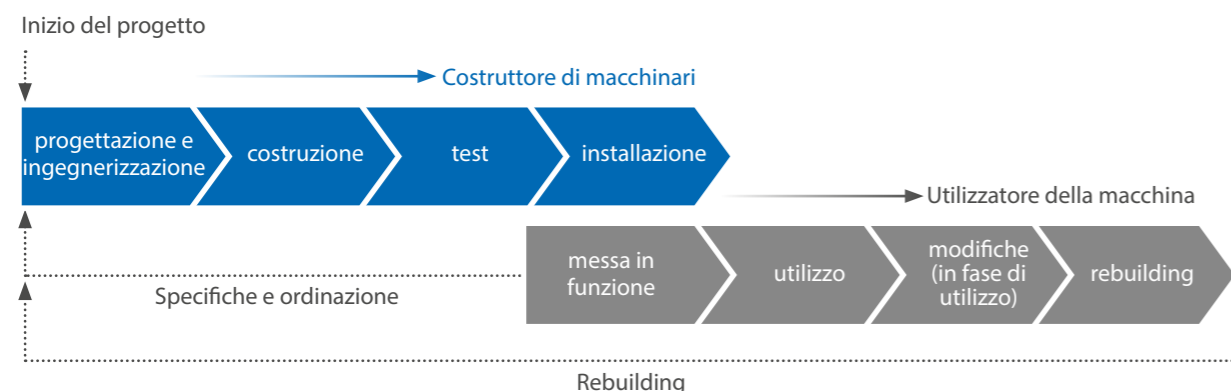 Inizio del progetto
Costruttore di macchinari
progettazione e
ingegnerizzazione
costruzione
test
installazione
Utilizzatore della macchina
messa in
funzione
utilizzo
modifiche
(in fase di
utilizzo)
rebuilding
Specifiche e ordinazione
Rebuilding